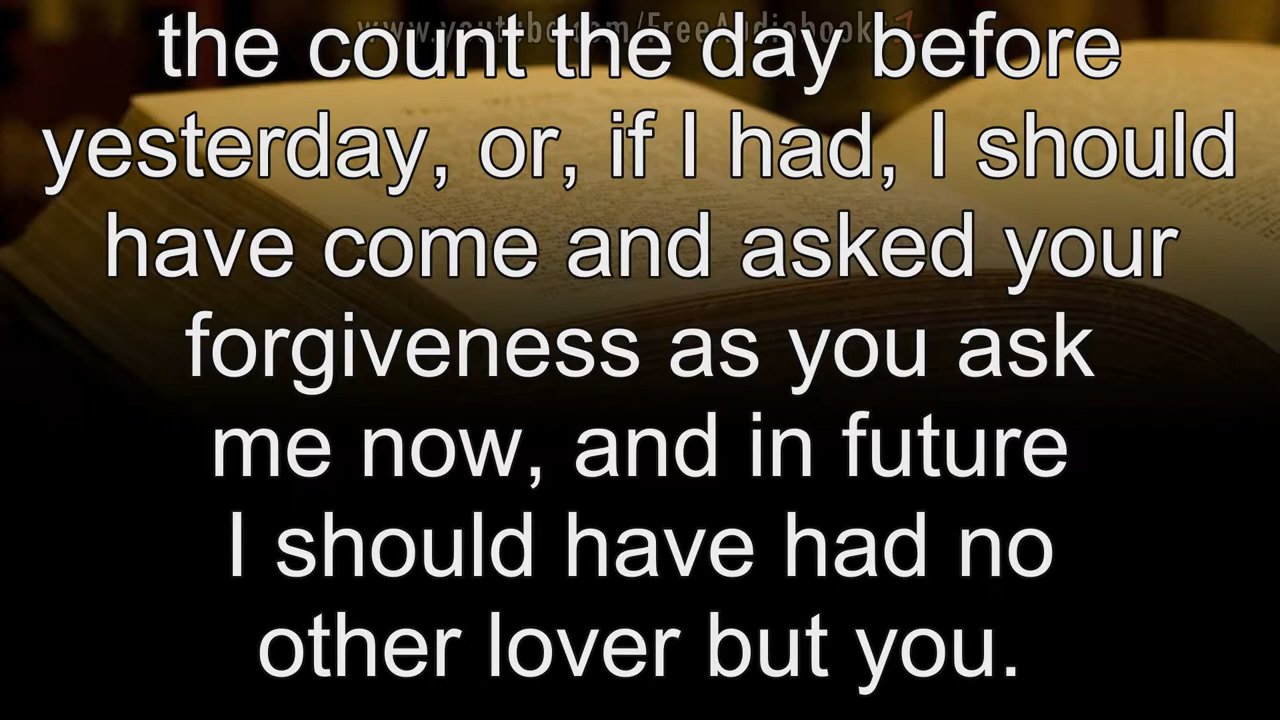 www.youtube.com/FreeAudiobooks
the count the day before
yesterday, or, if I had, I should
have come and asked your
forgiveness as you ask
me now, and in future
I should have had no
other lover but you.